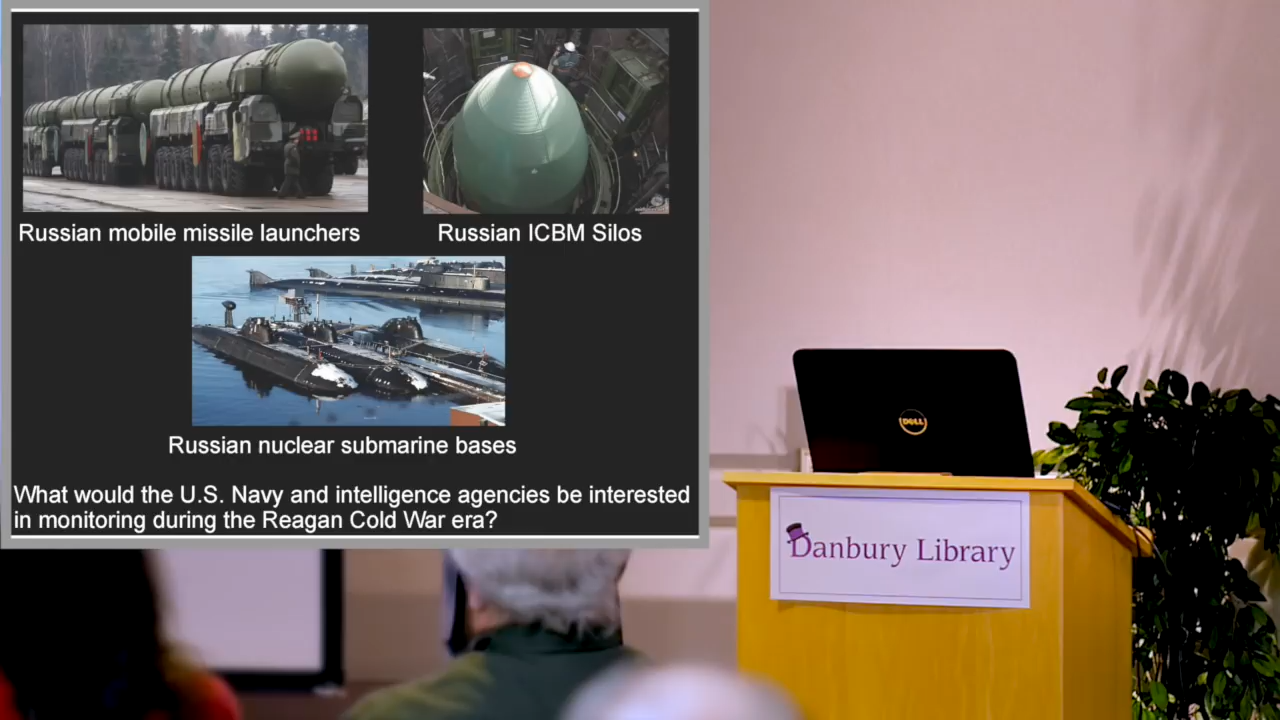 Russian mobile missile launchers
Russian ICBM Silos
Russian nuclear submarine bases
What would the U.S. Navy and intelligence agencies be interested
in monitoring during the Reagan Cold War era?
DELL
Danbury Library